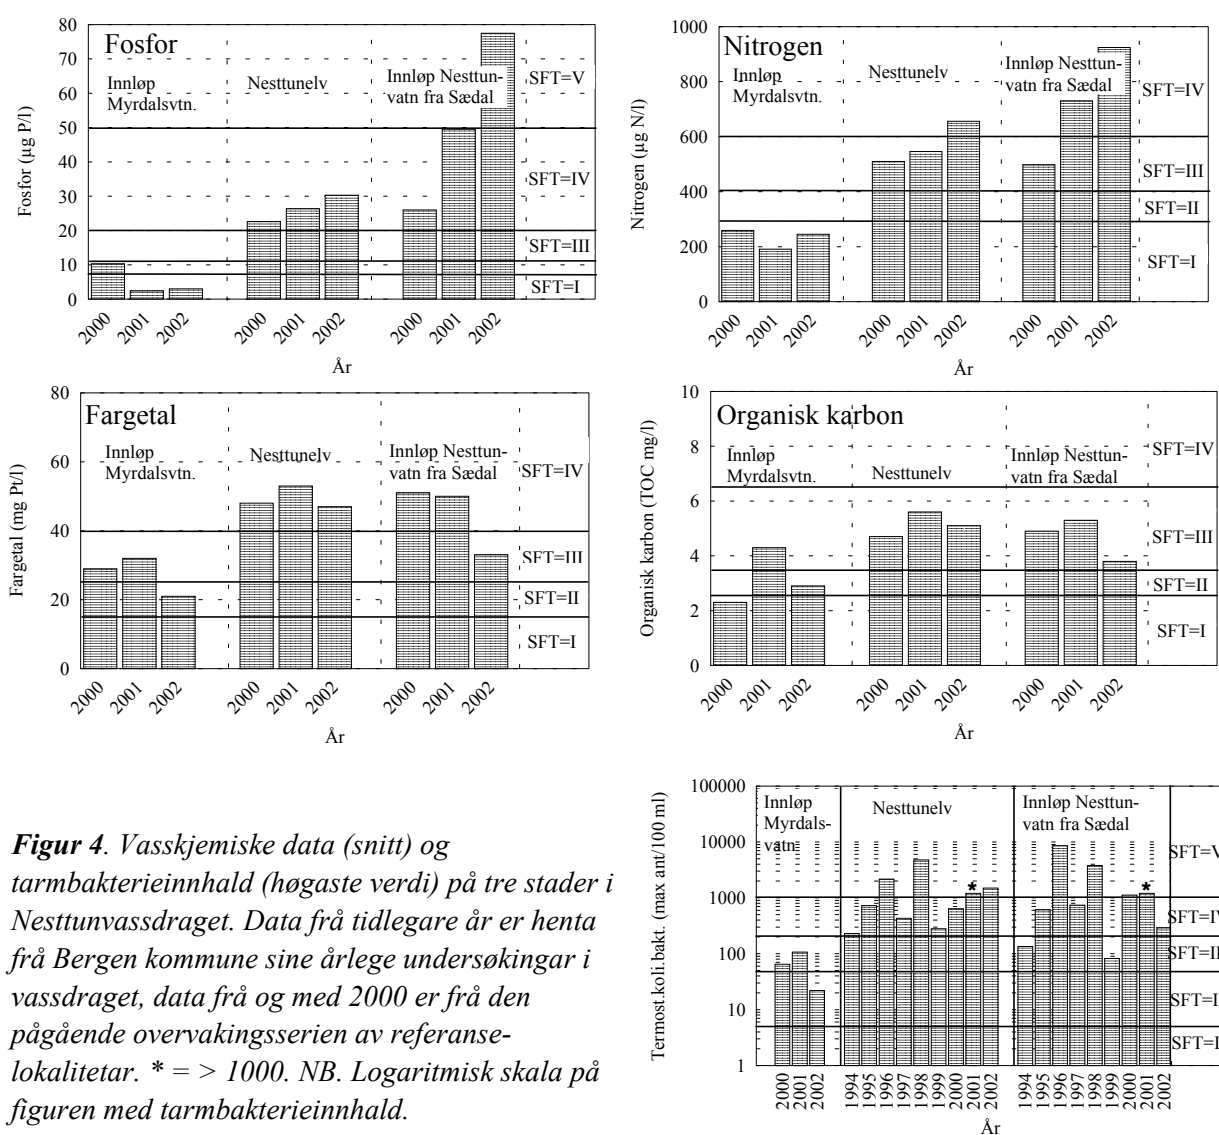 Fosfor
Innløp
Myrdalsvtn.
Nesttunelv
Innløp Nesttun-
vatn fra Sædal
SFT=V
SFT=IV
SFT=III
SFT=I
Fosfor (µg P/l)
80
70
60
50
40
30
20
10
0
2000 2001 2002 2000 2001 2002 2000 2001 2002
År
Nitrogen
Innløp
Myrdalsvtn.
Nesttunelv
Innløp Nesttun-
vatn fra Sædal
SFT=IV
SFT=III
SFT=II
SFT=I
Nitrogen (µg N/l)
1000
800
600
400
200
0
2000 2001 2002 2000 2001 2002 2000 2001 2002
År
Fargetal
Innløp
Myrdalsvtn.
Nesttunelv
Innløp Nesttun-
vatn fra Sædal
SFT=IV
SFT=III
SFT=II
SFT=I
Fargetal (mg Pt/l)
80
60
40
20
0
2000 2001 2002 2000 2001 2002 2000 2001 2002
År
Organisk karbon
Innløp
Myrdalsvtn.
Nesttunelv
Innløp Nesttun-
vatn fra Sædal
SFT=IV
SFT=III
SFT=II
SFT=I
Organisk karbon (TOC mg/l)
10
8
6
4
2
0
2000 2001 2002 2000 2001 2002 2000 2001 2002
År
Figur 4. Vasskjemiske data (snitt) og
tarmbakterieinnhald (høgaste verdi) på tre stader i
Nesttunvassdraget. Data frå tidlegare år er henta
frå Bergen kommune sine årlege undersøkingar i
vassdraget, data frå og med 2000 er frå den
pågående overvakingsserien av referanse-
lokalitetar. * = > 1000. NB. Logaritmisk skala på
figuren med tarmbakterieinnhald.
Innløp
Myrdals-
vatn
Nesttunelv
Innløp Nesttun-
vatn fra Sædal
*
*
SFT=V
SFT=I
SFT=II
SFT=I
SFT=I
Termost.koli.bakt. (max ant/100 ml)
100000
10000
1000
100
10
1
2000 2001 2002 1994 1995 1996 1997 1998 1999 2000 2001 2002 1994 1995 1996 1997 1998 1999 2000 2001 2002
År